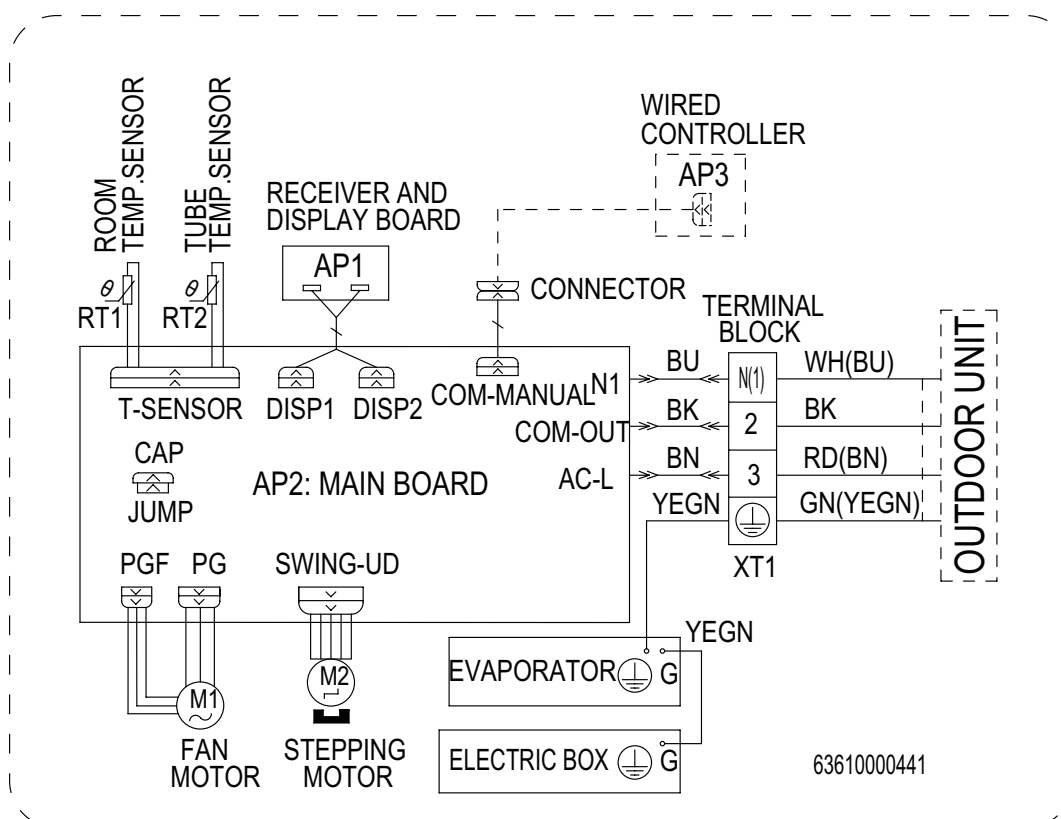 ROOM
TEMP.SENSOR
TUBE
TEMP.SENSOR
θ
RT1
θ
RT2
RECEIVER AND
DISPLAY BOARD
AP1
WIRED
CONTROLLER
AP3
CONNECTOR
TERMINAL
BLOCK
T-SENSOR
DISP1
DISP2
COM-MANUAL
N1
BU
N(1)
WH(BU)
COM-OUT
BK
2
BK
AC-L
BN
3
RD(BN)
YEGN
GN(YEGN)
XT1
OUTDOOR UNIT
CAP
JUMP
AP2: MAIN BOARD
PGF
PG
SWING-UD
M1
FAN
MOTOR
M2
STEPPING
MOTOR
YEGN
EVAPORATOR
G
ELECTRIC BOX
G
63610000441